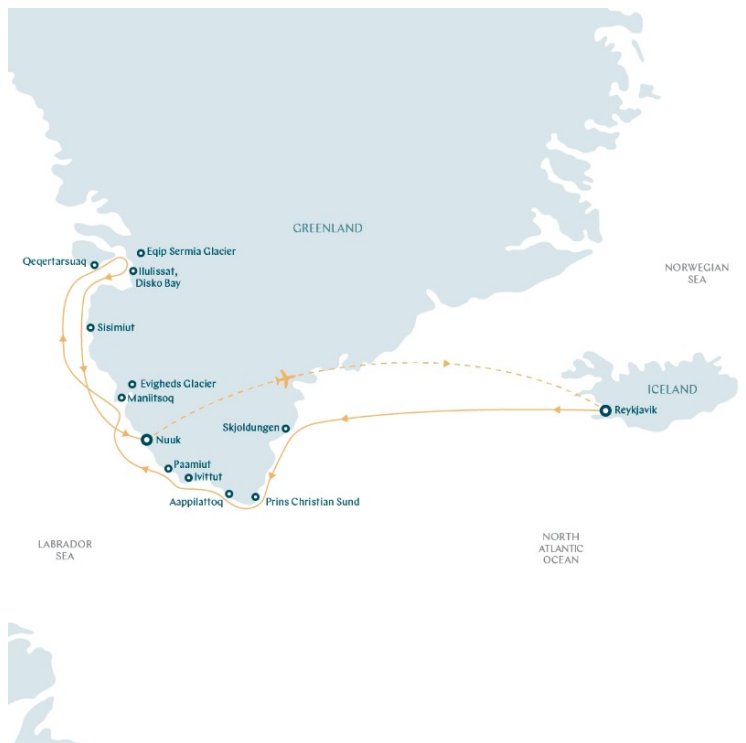 GREENLAND
Eqip Sermia Glacier
Qeqertarsuaq
Ilulissat,
Disko Bay
NORWEGIAN
SEA
Sisimiut
Evigheds Glacier
Maniitsoq
ICELAND
Reykjavik
Skjoldungen
Nuuk
Paamiut
Ivittut
Aappilattoq
Prins Christian Sund
LABRADOR
SEA
NORTH
ATLANTIC
OCEAN